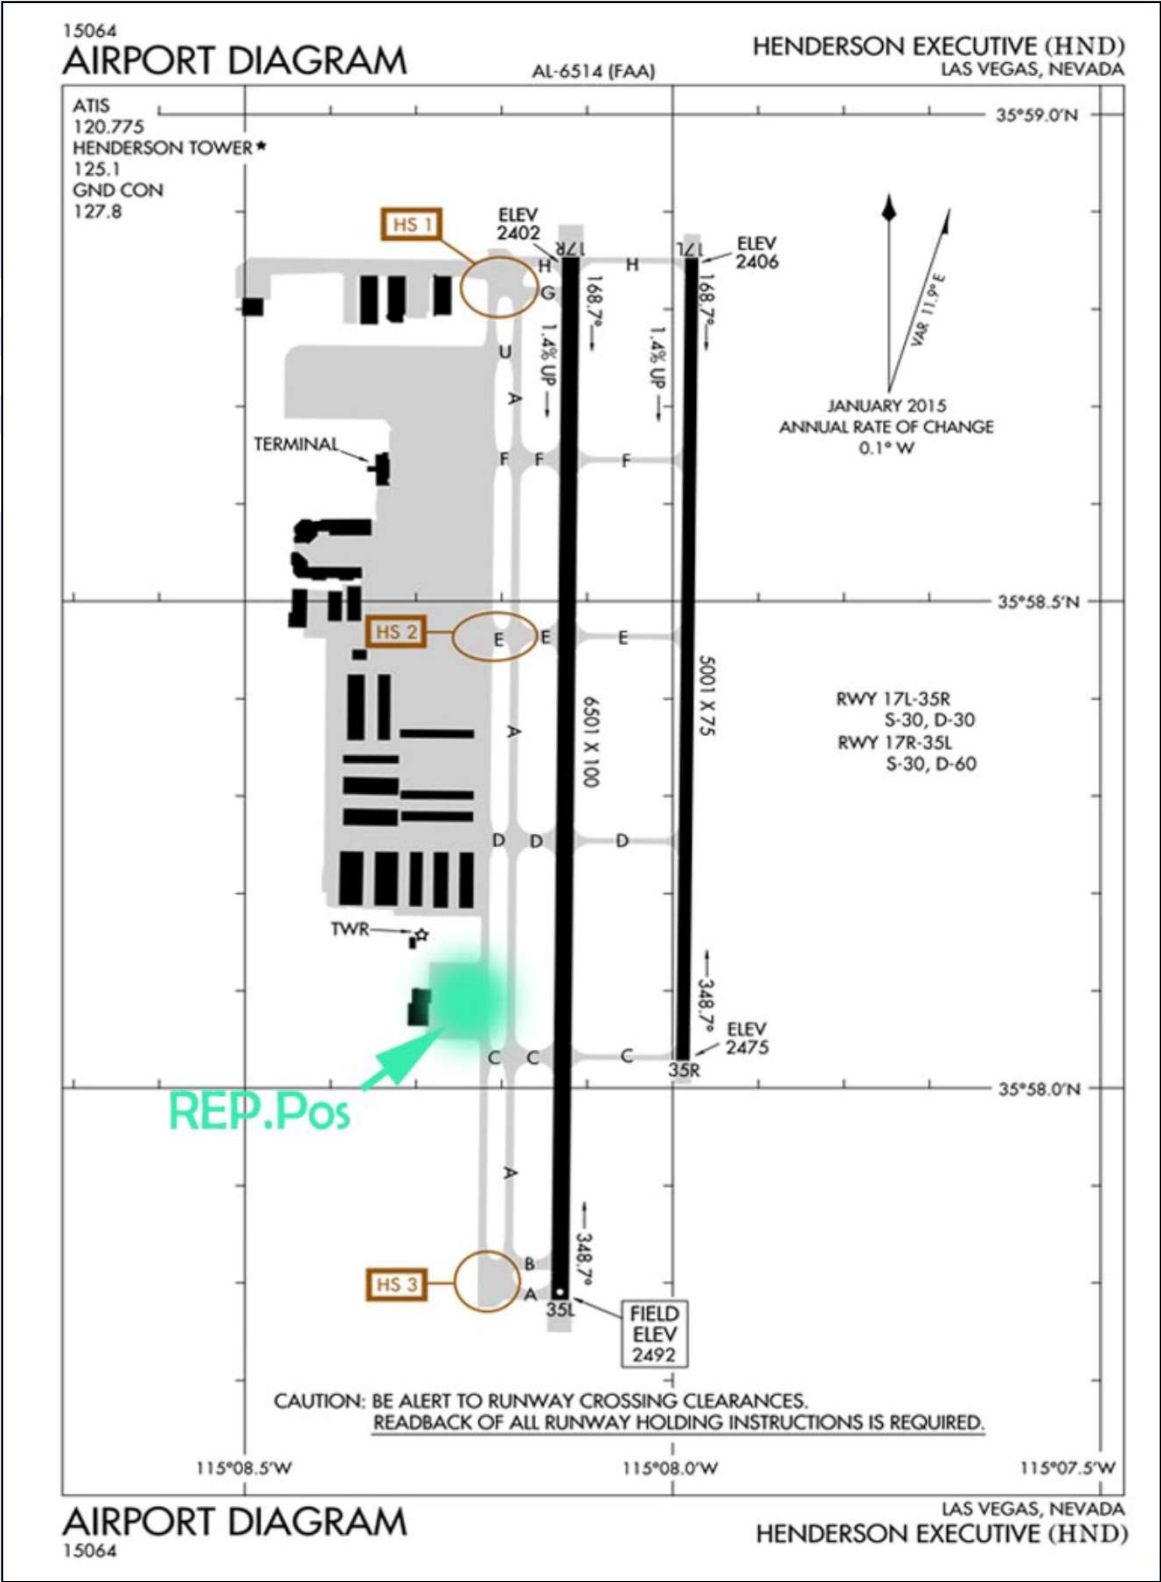 15064
AIRPORT DIAGRAM
AL-6514 (FAA)
HENDERSON EXECUTIVE (HND)
LAS VEGAS, NEVADA
ATIS
120.775
HENDERSON TOWER★
125.1
GND CON
127.8
35°59.0'N
HS 1
ELEV
2402
17R
17L
ELEV
2406
H
H
G
168.7°
168.7°
VAR 11.9° E
U
1.4% UP
1.4% UP
A
JANUARY 2015
ANNUAL RATE OF CHANGE
0.1° W
TERMINAL
F
F
F
35°58.5'N
HS 2
E
E
E
5001 X 75
6501 X 100
A
RWY 17L-35R
S-30, D-30
RWY 17R-35L
S-30, D-60
D
D
D
TWR
348.7°
ELEV
2475
C
C
C
35R
35°58.0'N
REP.Pos
A
348.7°
B
HS 3
A
35L
FIELD
ELEV
2492
CAUTION: BE ALERT TO RUNWAY CROSSING CLEARANCES.
READBACK OF ALL RUNWAY HOLDING INSTRUCTIONS IS REQUIRED.
115°08.5'W
115°08.0'W
115°07.5'W
AIRPORT DIAGRAM
15064
LAS VEGAS, NEVADA
HENDERSON EXECUTIVE (HND)